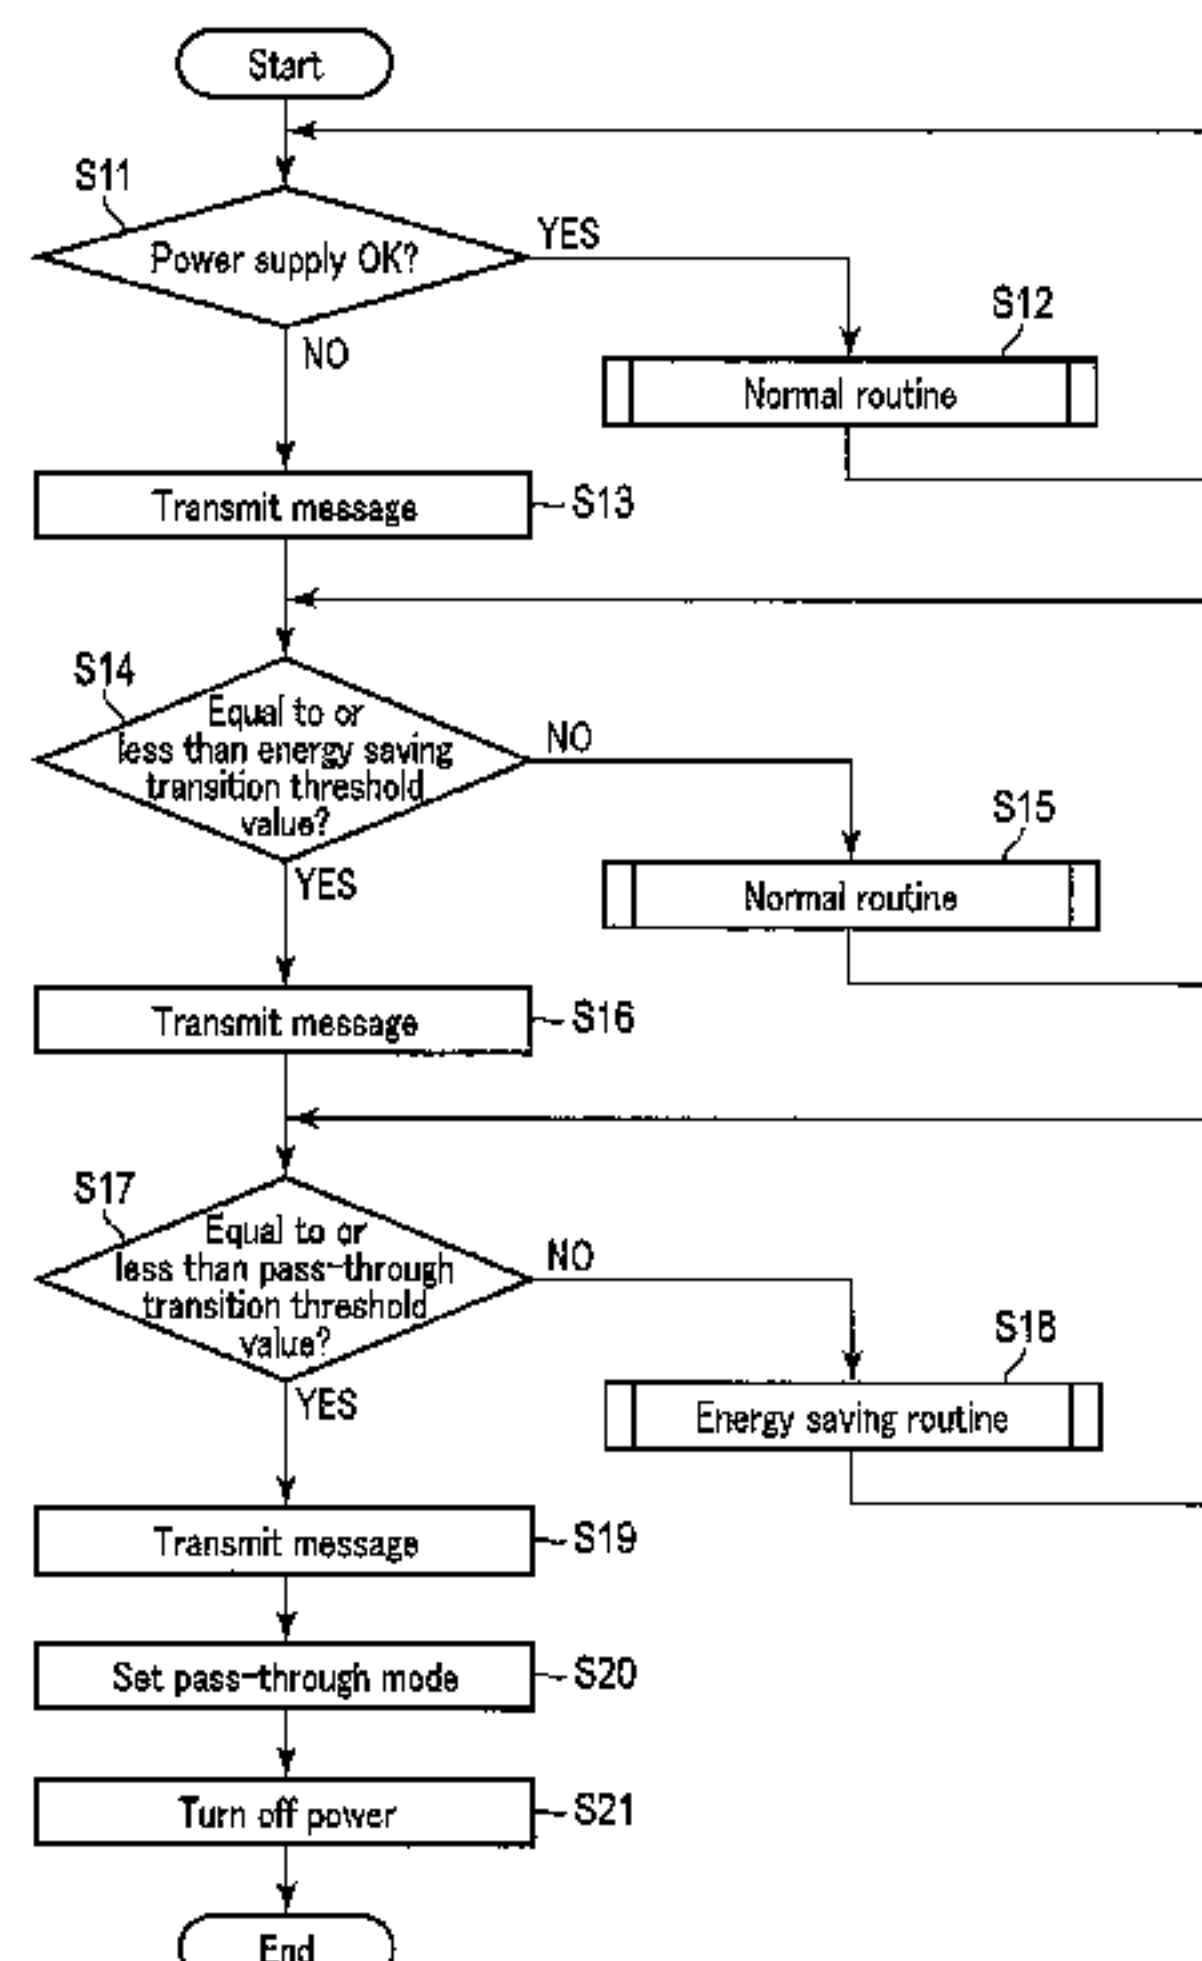 Start
S11
Power supply OK?
YES
NO
S12
Normal routine
Transmit message
S13
S14
Equal to or
less than energy saving
transition threshold
value?
NO
YES
S15
Normal routine
Transmit message
S16
S17
Equal to or
less than pass-through
transition threshold
value?
NO
YES
S18
Energy saving routine
Transmit message
S19
Set pass-through mode
S20
Turn off power
S21
End